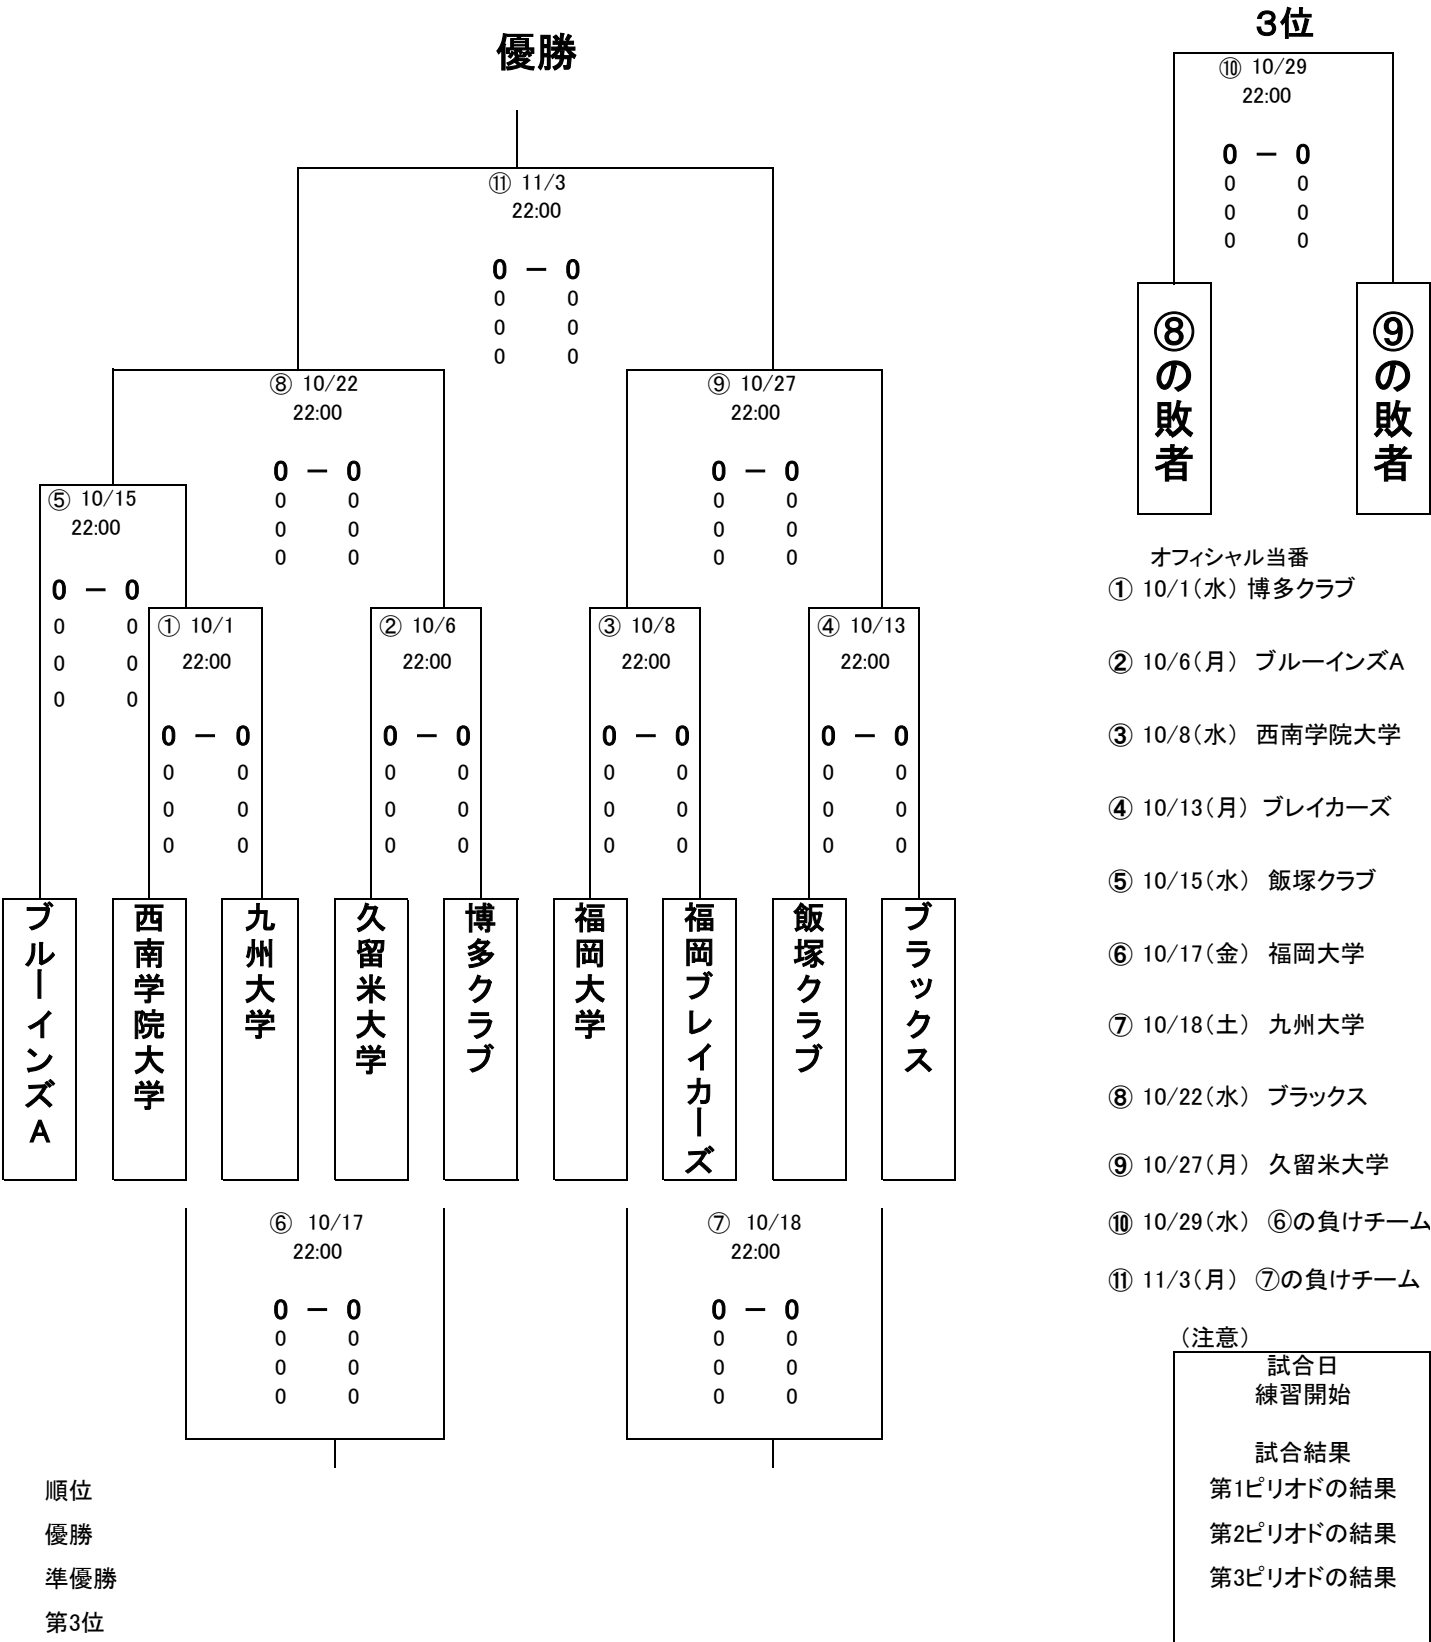 優勝
⑪ 11/3
22:00
0 － 0
0 0
0 0
0 0
⑧ 10/22
22:00
0 － 0
0 0
0 0
0 0
⑨ 10/27
22:00
0 － 0
0 0
0 0
0 0
⑤ 10/15
22:00
0 － 0
0 0
0 0
0 0
① 10/1
22:00
0 － 0
0 0
0 0
0 0
② 10/6
22:00
0 － 0
0 0
0 0
0 0
③ 10/8
22:00
0 － 0
0 0
0 0
0 0
④ 10/13
22:00
0 － 0
0 0
0 0
0 0
ブルーインズA
西南学院大学
九州大学
久留米大学
博多クラブ
福岡大学
福岡ブレイカーズ
飯塚クラブ
ブラックス
⑥ 10/17
22:00
0 － 0
0 0
0 0
0 0
⑦ 10/18
22:00
0 － 0
0 0
0 0
0 0
順位
優勝
準優勝
第3位
３位
⑩ 10/29
22:00
0 － 0
0 0
0 0
0 0
⑧の敗者
⑨の敗者
オフィシャル当番
① 10/1（水） 博多クラブ
② 10/6（月） ブルーインズA
③ 10/8（水） 西南学院大学
④ 10/13（月） ブレイカーズ
⑤ 10/15（水） 飯塚クラブ
⑥ 10/17（金） 福岡大学
⑦ 10/18（土） 九州大学
⑧ 10/22（水） ブラックス
⑨ 10/27（月） 久留米大学
⑩ 10/29（水） ⑥の負けチーム
⑪ 11/3（月） ⑦の負けチーム
（注意）
試合日
練習開始
試合結果
第1ピリオドの結果
第2ピリオドの結果
第3ピリオドの結果